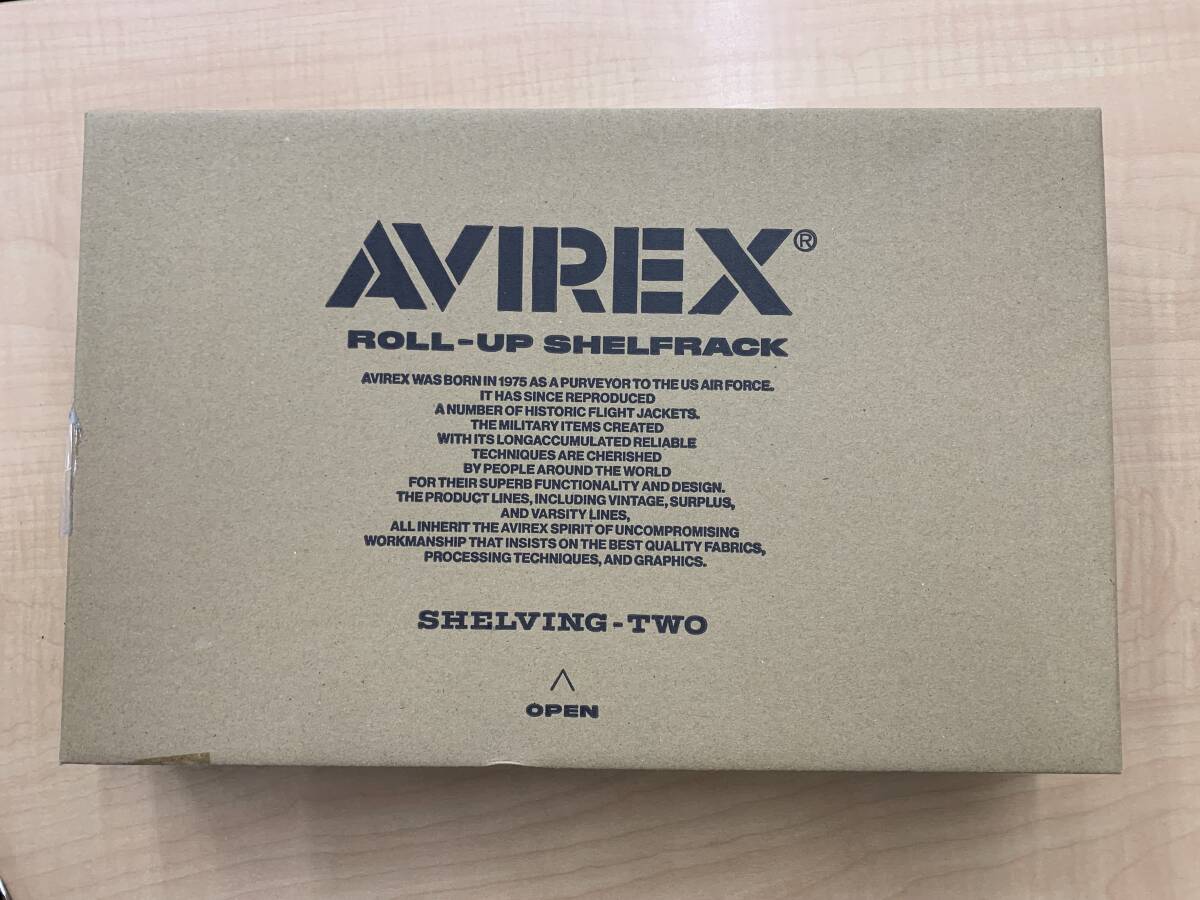 AVIREX®
ROLL-UP SHELFRACK
AVIREX WAS BORN IN 1975 AS A PURVEYOR TO THE US AIR FORCE.
IT HAS SINCE REPRODUCED
A NUMBER OF HISTORIC FLIGHT JACKETS.
THE MILITARY ITEMS CREATED
WITH ITS LONGACCUMULATED RELIABLE
TECHNIQUES ARE CHERISHED
BY PEOPLE AROUND THE WORLD
FOR THEIR SUPERB FUNCTIONALITY AND DESIGN.
THE PRODUCT LINES, INCLUDING VINTAGE, SURPLUS,
AND VARSITY LINES,
ALL INHERIT THE AVIREX SPIRIT OF UNCOMPROMISING
WORKMANSHIP THAT INSISTS ON THE BEST QUALITY FABRICS,
PROCESSING TECHNIQUES, AND GRAPHICS.
SHELVING-TWO
OPEN